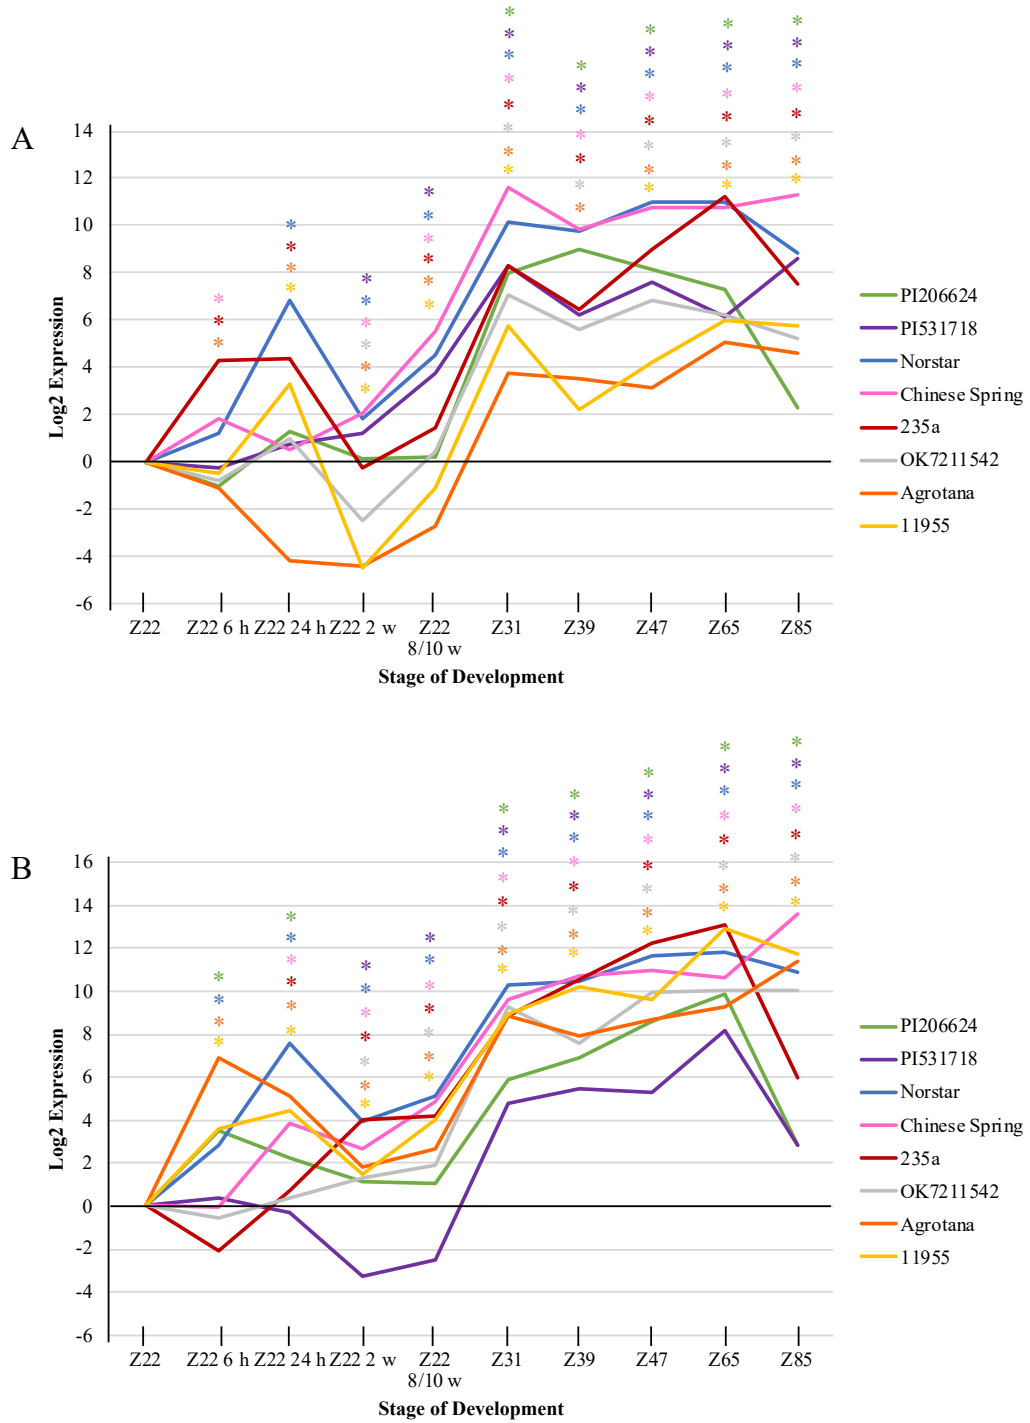 A
14
12
10
8
6
4
2
0
-2
-4
-6
Log2 Expression
Z22 Z22 6 h Z22 24 h Z22 2 w Z22 8/10 w Z31 Z39 Z47 Z65 Z85
Stage of Development
PI206624
PI531718
Norstar
Chinese Spring
235a
OK7211542
Agrotana
11955
B
16
14
12
10
8
6
4
2
0
-2
-4
-6
Log2 Expression
Z22 Z22 6 h Z22 24 h Z22 2 w Z22 8/10 w Z31 Z39 Z47 Z65 Z85
Stage of Development
PI206624
PI531718
Norstar
Chinese Spring
235a
OK7211542
Agrotana
11955